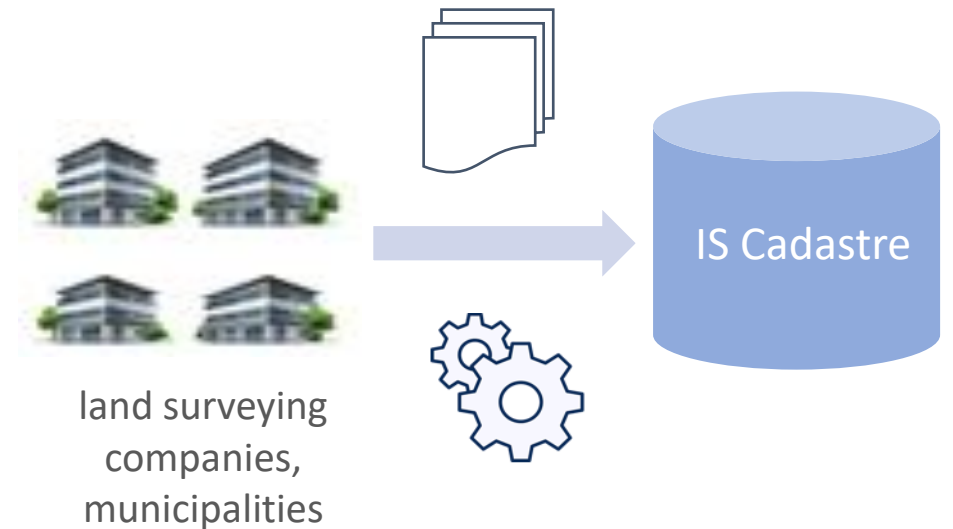 IS Cadastre
land surveying
companies,
municipalities